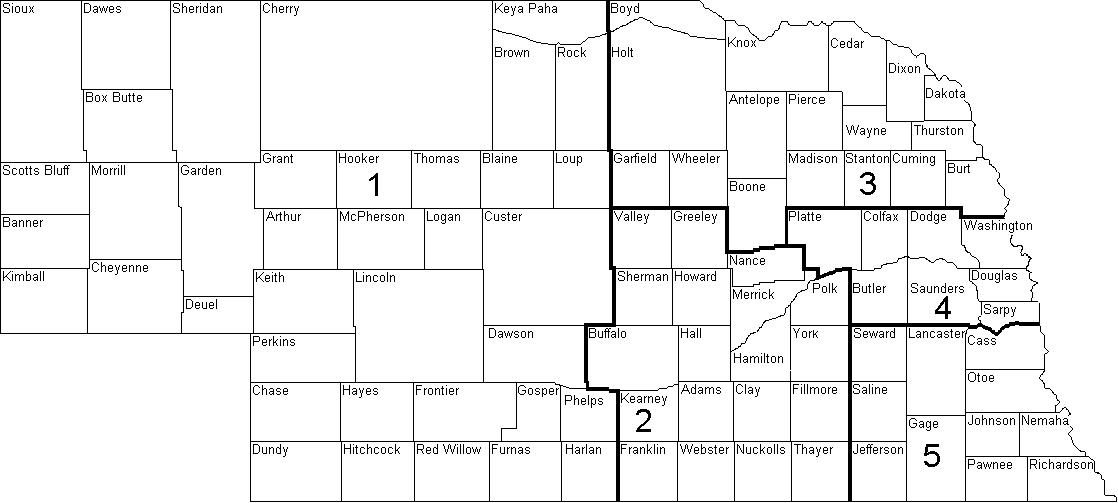 Sioux Dawes Sheridan Cherry Keya Paha Boyd
Knox Cedar
Brown Rock Holt
Dixon
Box Butte Antelope Pierce Dakota
Wayne Thurston
Grant Hooker Thomas Blaine Loup Garfield Wheeler Madison Stanton Cuming
Scotts Bluff Morrill Garden Burt
1 3
Boone
Arthur McPherson Logan Custer Valley Greeley Platte Colfax Dodge
Banner Washington
Nance
Kimball Cheyenne Keith Lincoln Sherman Howard Douglas
Merrick Polk Butler Saunders
Deuel 4 Sarpy
Perkins Dawson Buffalo Hall York Seward Lancaster
Cass
Hamilton
Otoe
Chase Hayes Frontier Gosper Phelps Kearney Adams Clay Fillmore Saline
2
Gage Johnson Nemaha
Dundy Hitchcock Red Willow Furnas Harlan Franklin Webster Nuckolls Thayer Jefferson
5
Pawnee Richardson